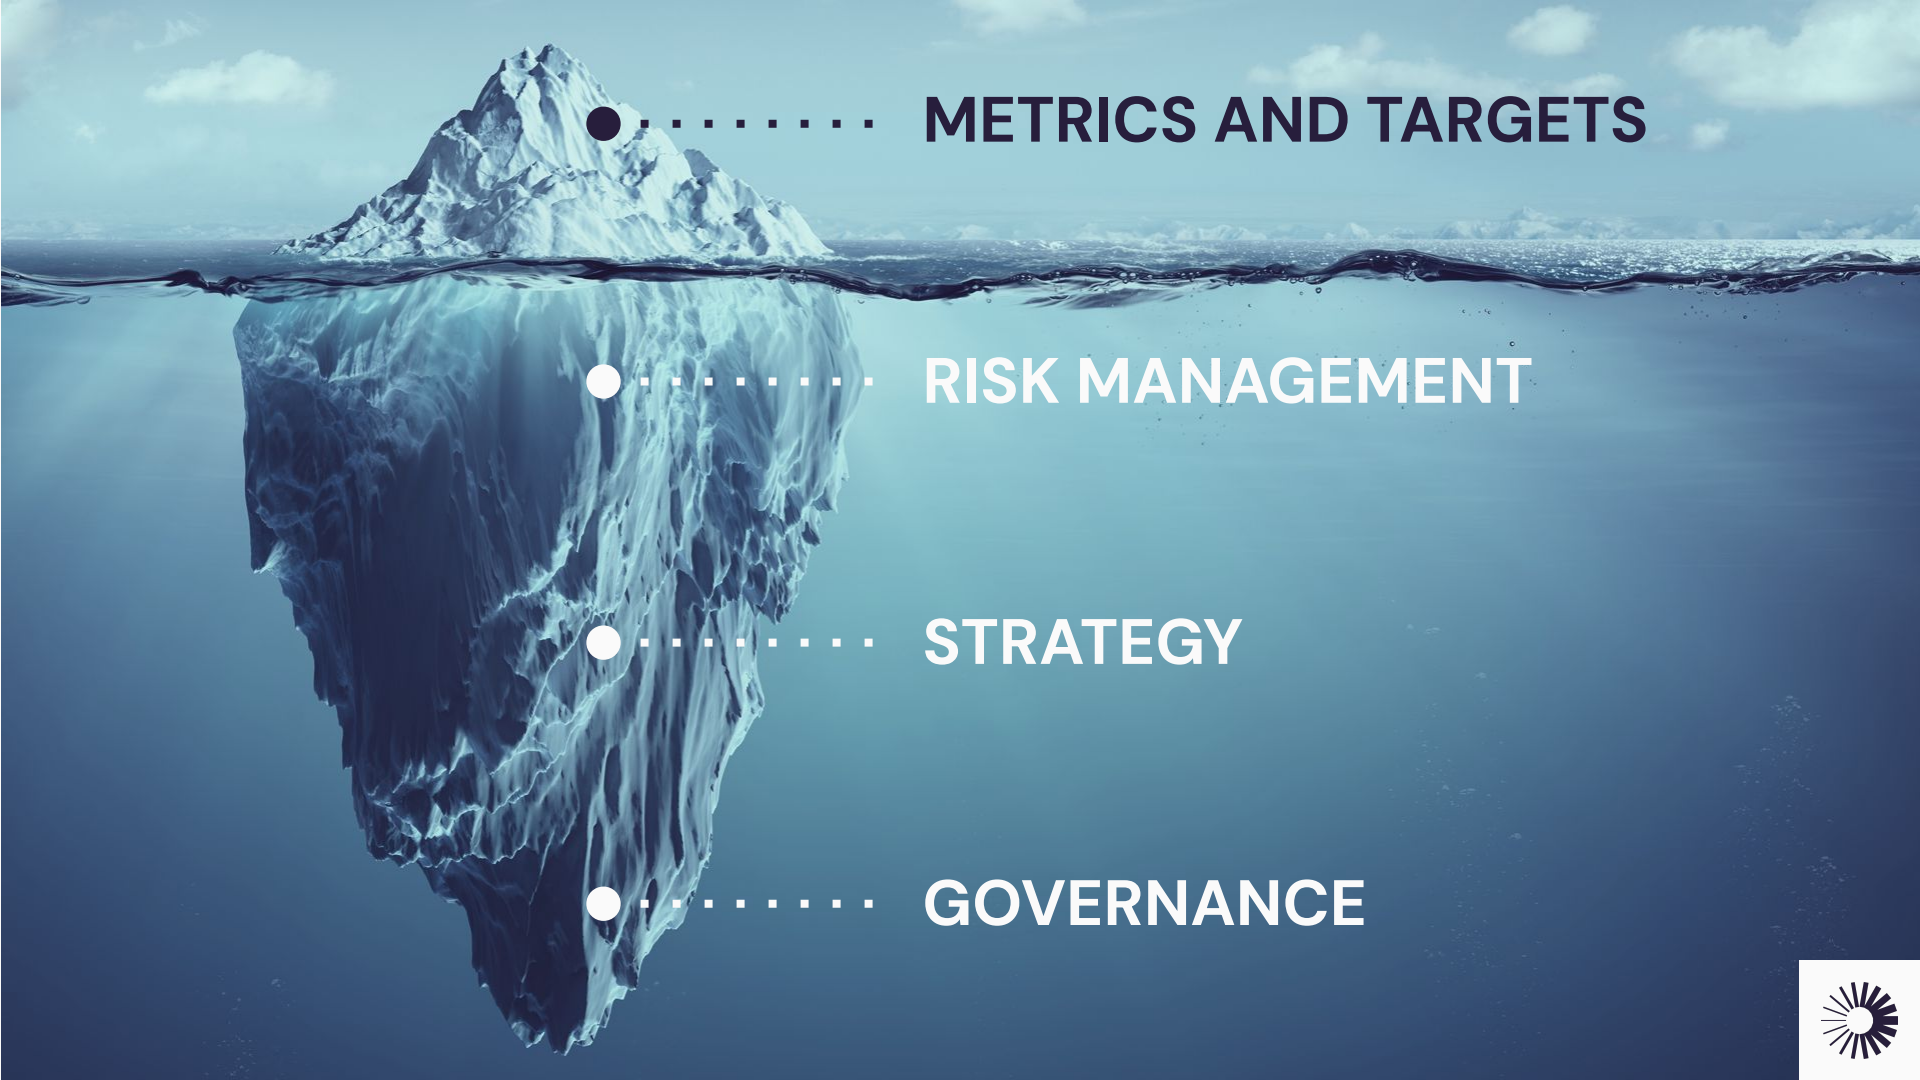 METRICS AND TARGETS
RISK MANAGEMENT
STRATEGY
GOVERNANCE